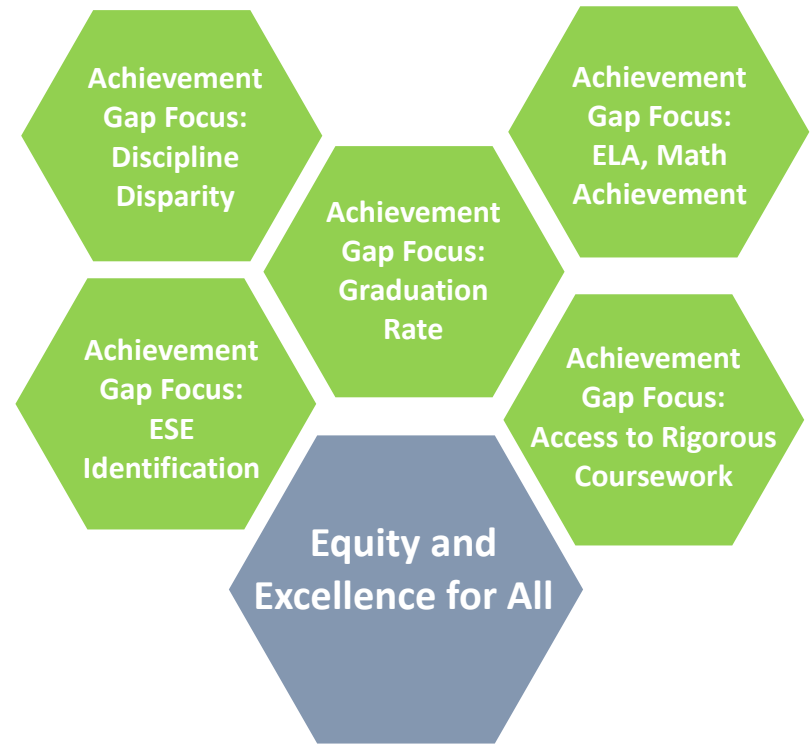 Achievement
Gap Focus:
Discipline
Disparity
Achievement
Gap Focus:
ELA, Math
Achievement
Achievement
Gap Focus:
Graduation
Rate
Achievement
Gap Focus:
ESE
Identification
Achievement
Gap Focus:
Access to Rigorous
Coursework
Equity and
Excellence for All